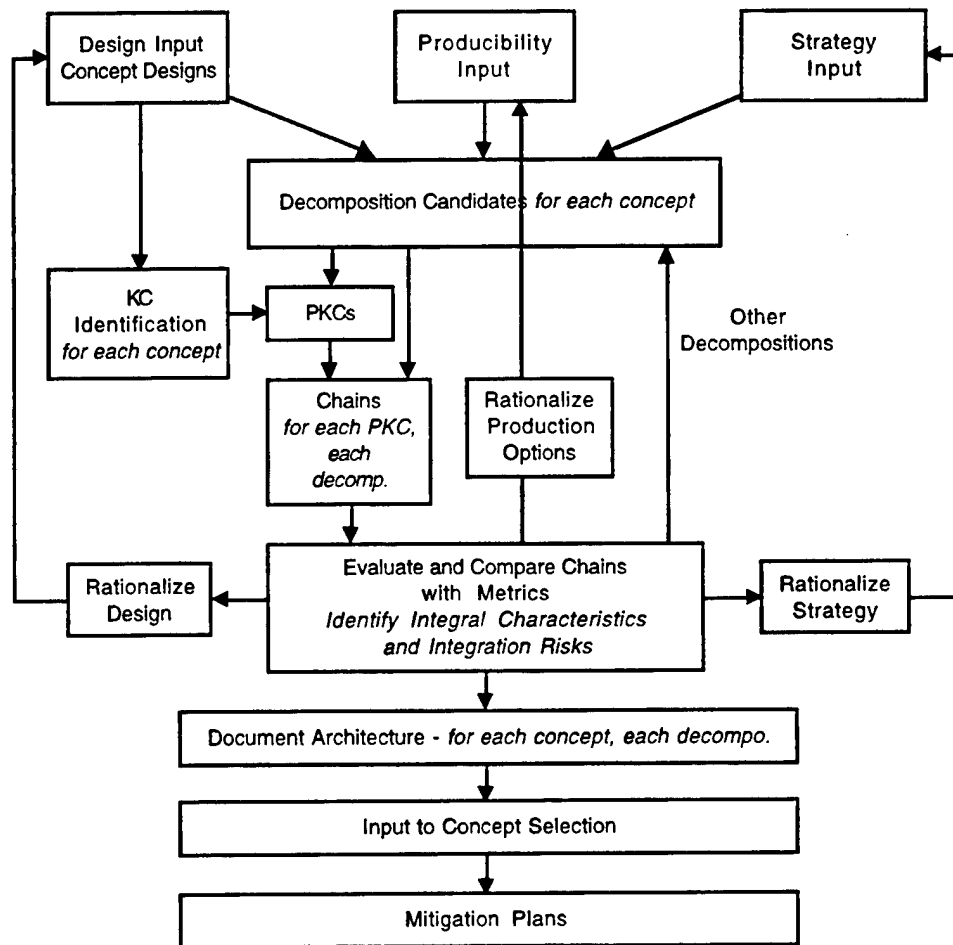 Design Input
Concept Designs
Producibility
Input
Strategy
Input
Decomposition Candidates for each concept
KC
Identification
for each concept
PKCs
Other
Decompositions
Chains
for each PKC,
each
decomp.
Rationalize
Production
Options
Rationalize
Design
Evaluate and Compare Chains
with Metrics
Identify Integral Characteristics
and Integration Risks
Rationalize
Strategy
Document Architecture - for each concept, each decompo.
Input to Concept Selection
Mitigation Plans